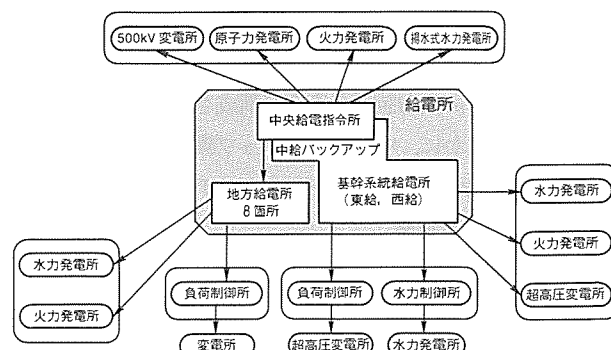 500kV 変電所
原子力発電所
火力発電所
揚水式水力発電所
給電所
中央給電指令所
中給バックアップ
基幹系統給電所
(東給,西給)
地方給電所
8箇所
水力発電所
火力発電所
超高圧変電所
水力発電所
火力発電所
負荷制御所
負荷制御所
水力制御所
変電所
超高圧変電所
水力発電所